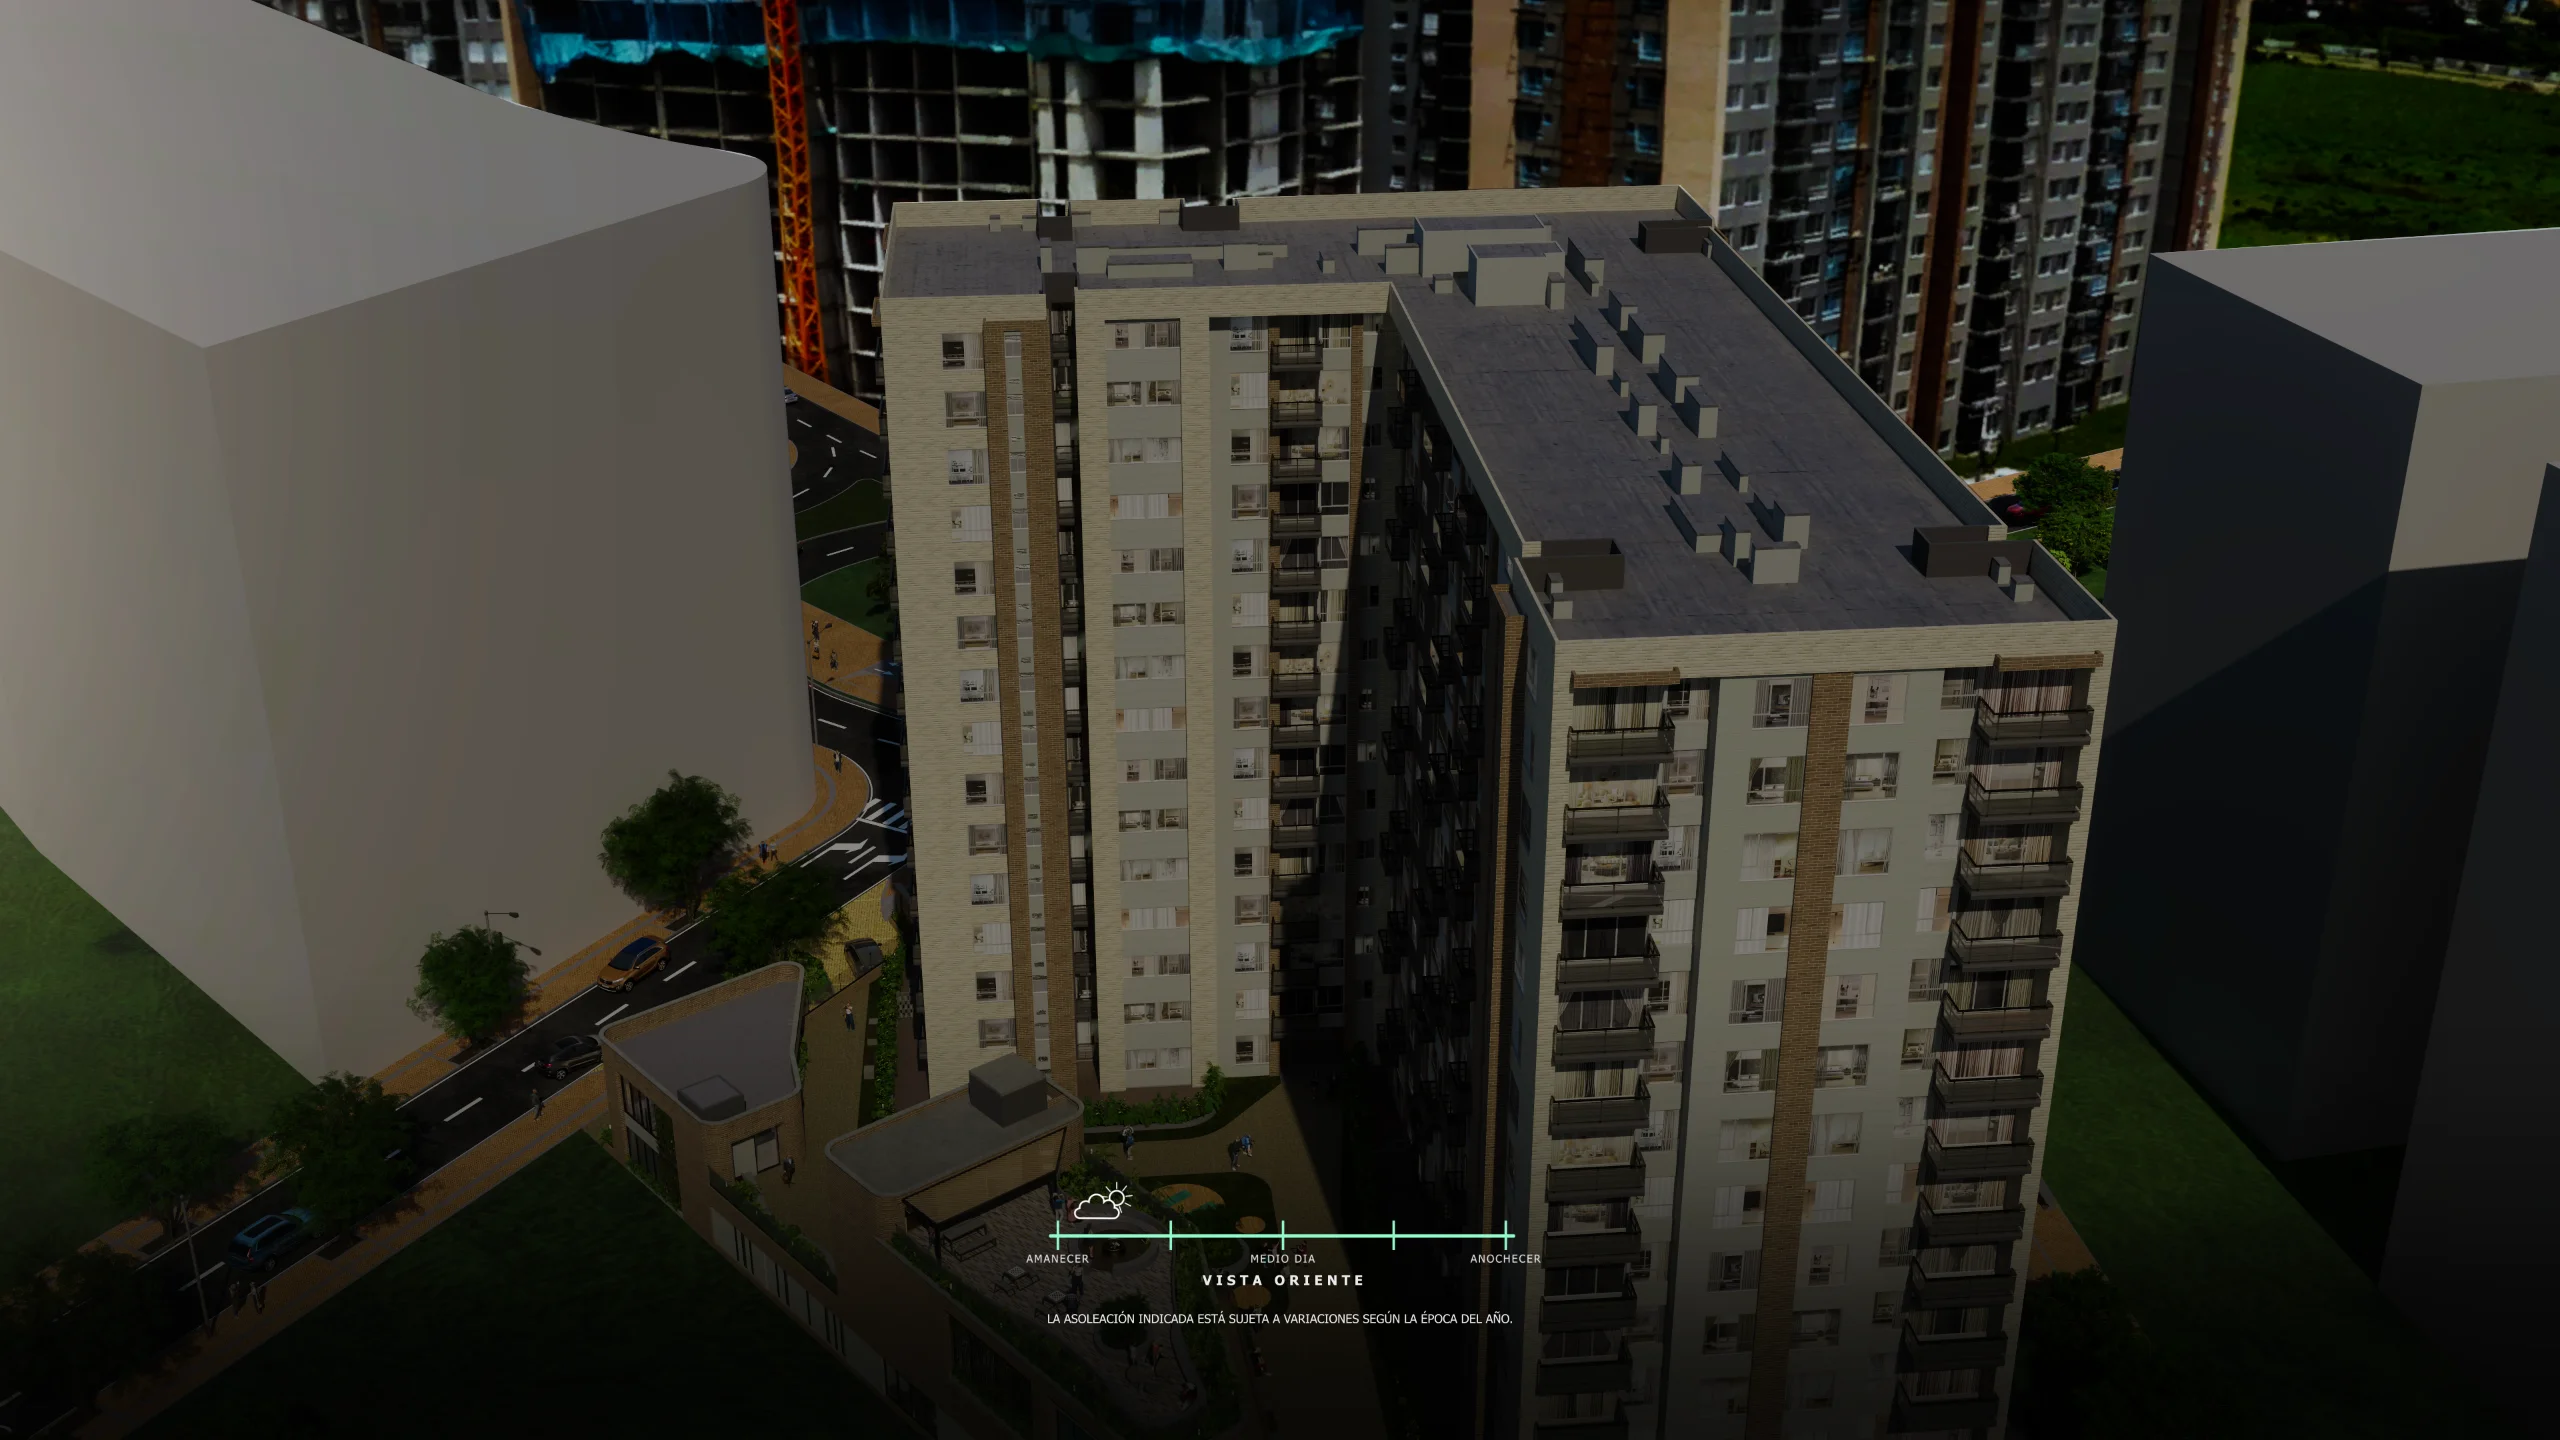 AMANECER MEDIO DIA ANOCHECER
VISTA ORIENTE
LA ASOLEACIÓN INDICADA ESTÁ SUJETA A VARIACIONES SEGÚN LA ÉPOCA DEL AÑO.